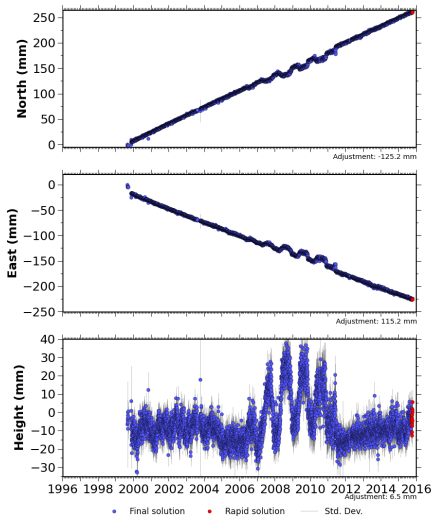 250
200
150
100
50
0
North (mm)
Adjustment: -125.2 mm
0
−50
−100
−150
−200
−250
East (mm)
Adjustment: 115.2 mm
40
30
20
10
0
−10
−20
−30
Height (mm)
1996 1998 2000 2002 2004 2006 2008 2010 2012 2014 2016
Adjustment: 6.5 mm
Final solution Rapid solution Std. Dev.